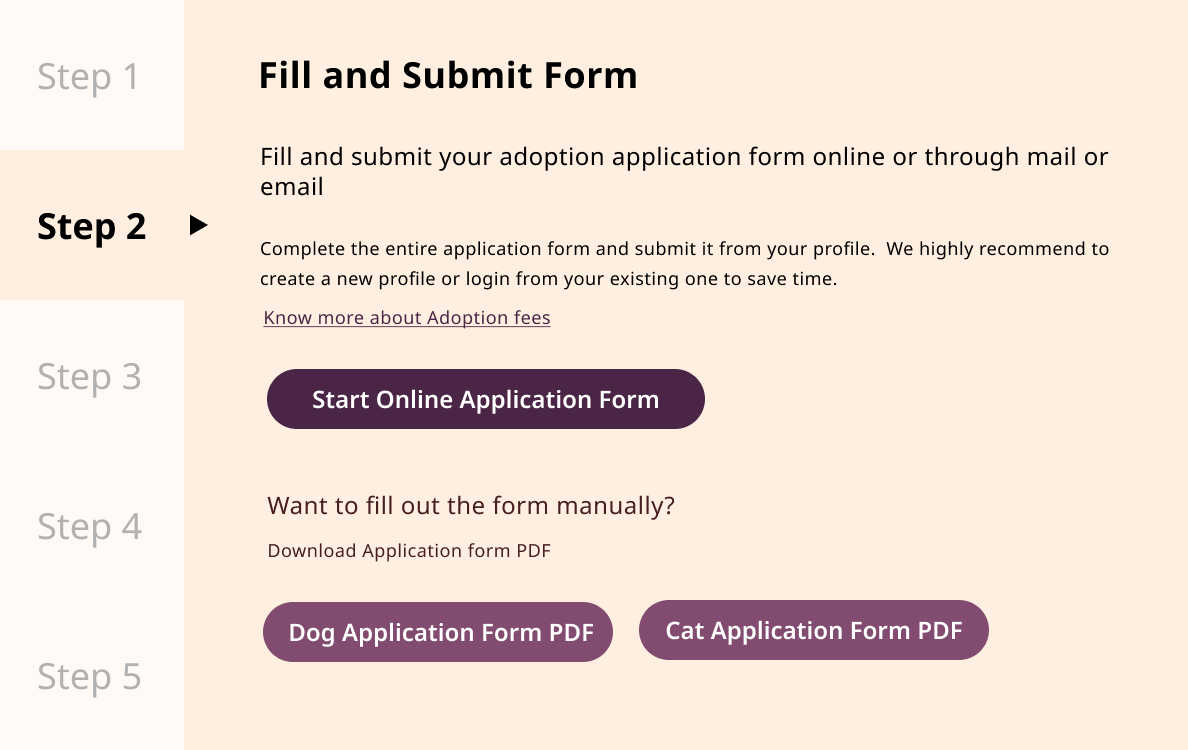 Step 1
Step 2
Step 3
Step 4
Step 5
Fill and Submit Form
Fill and submit your adoption application form online or through mail or
email
Complete the entire application form and submit it from your profile.  We highly recommend to
create a new profile or login from your existing one to save time.
Know more about Adoption fees
Start Online Application Form
Want to fill out the form manually?
Download Application form PDF
Dog Application Form PDF
Cat Application Form PDF